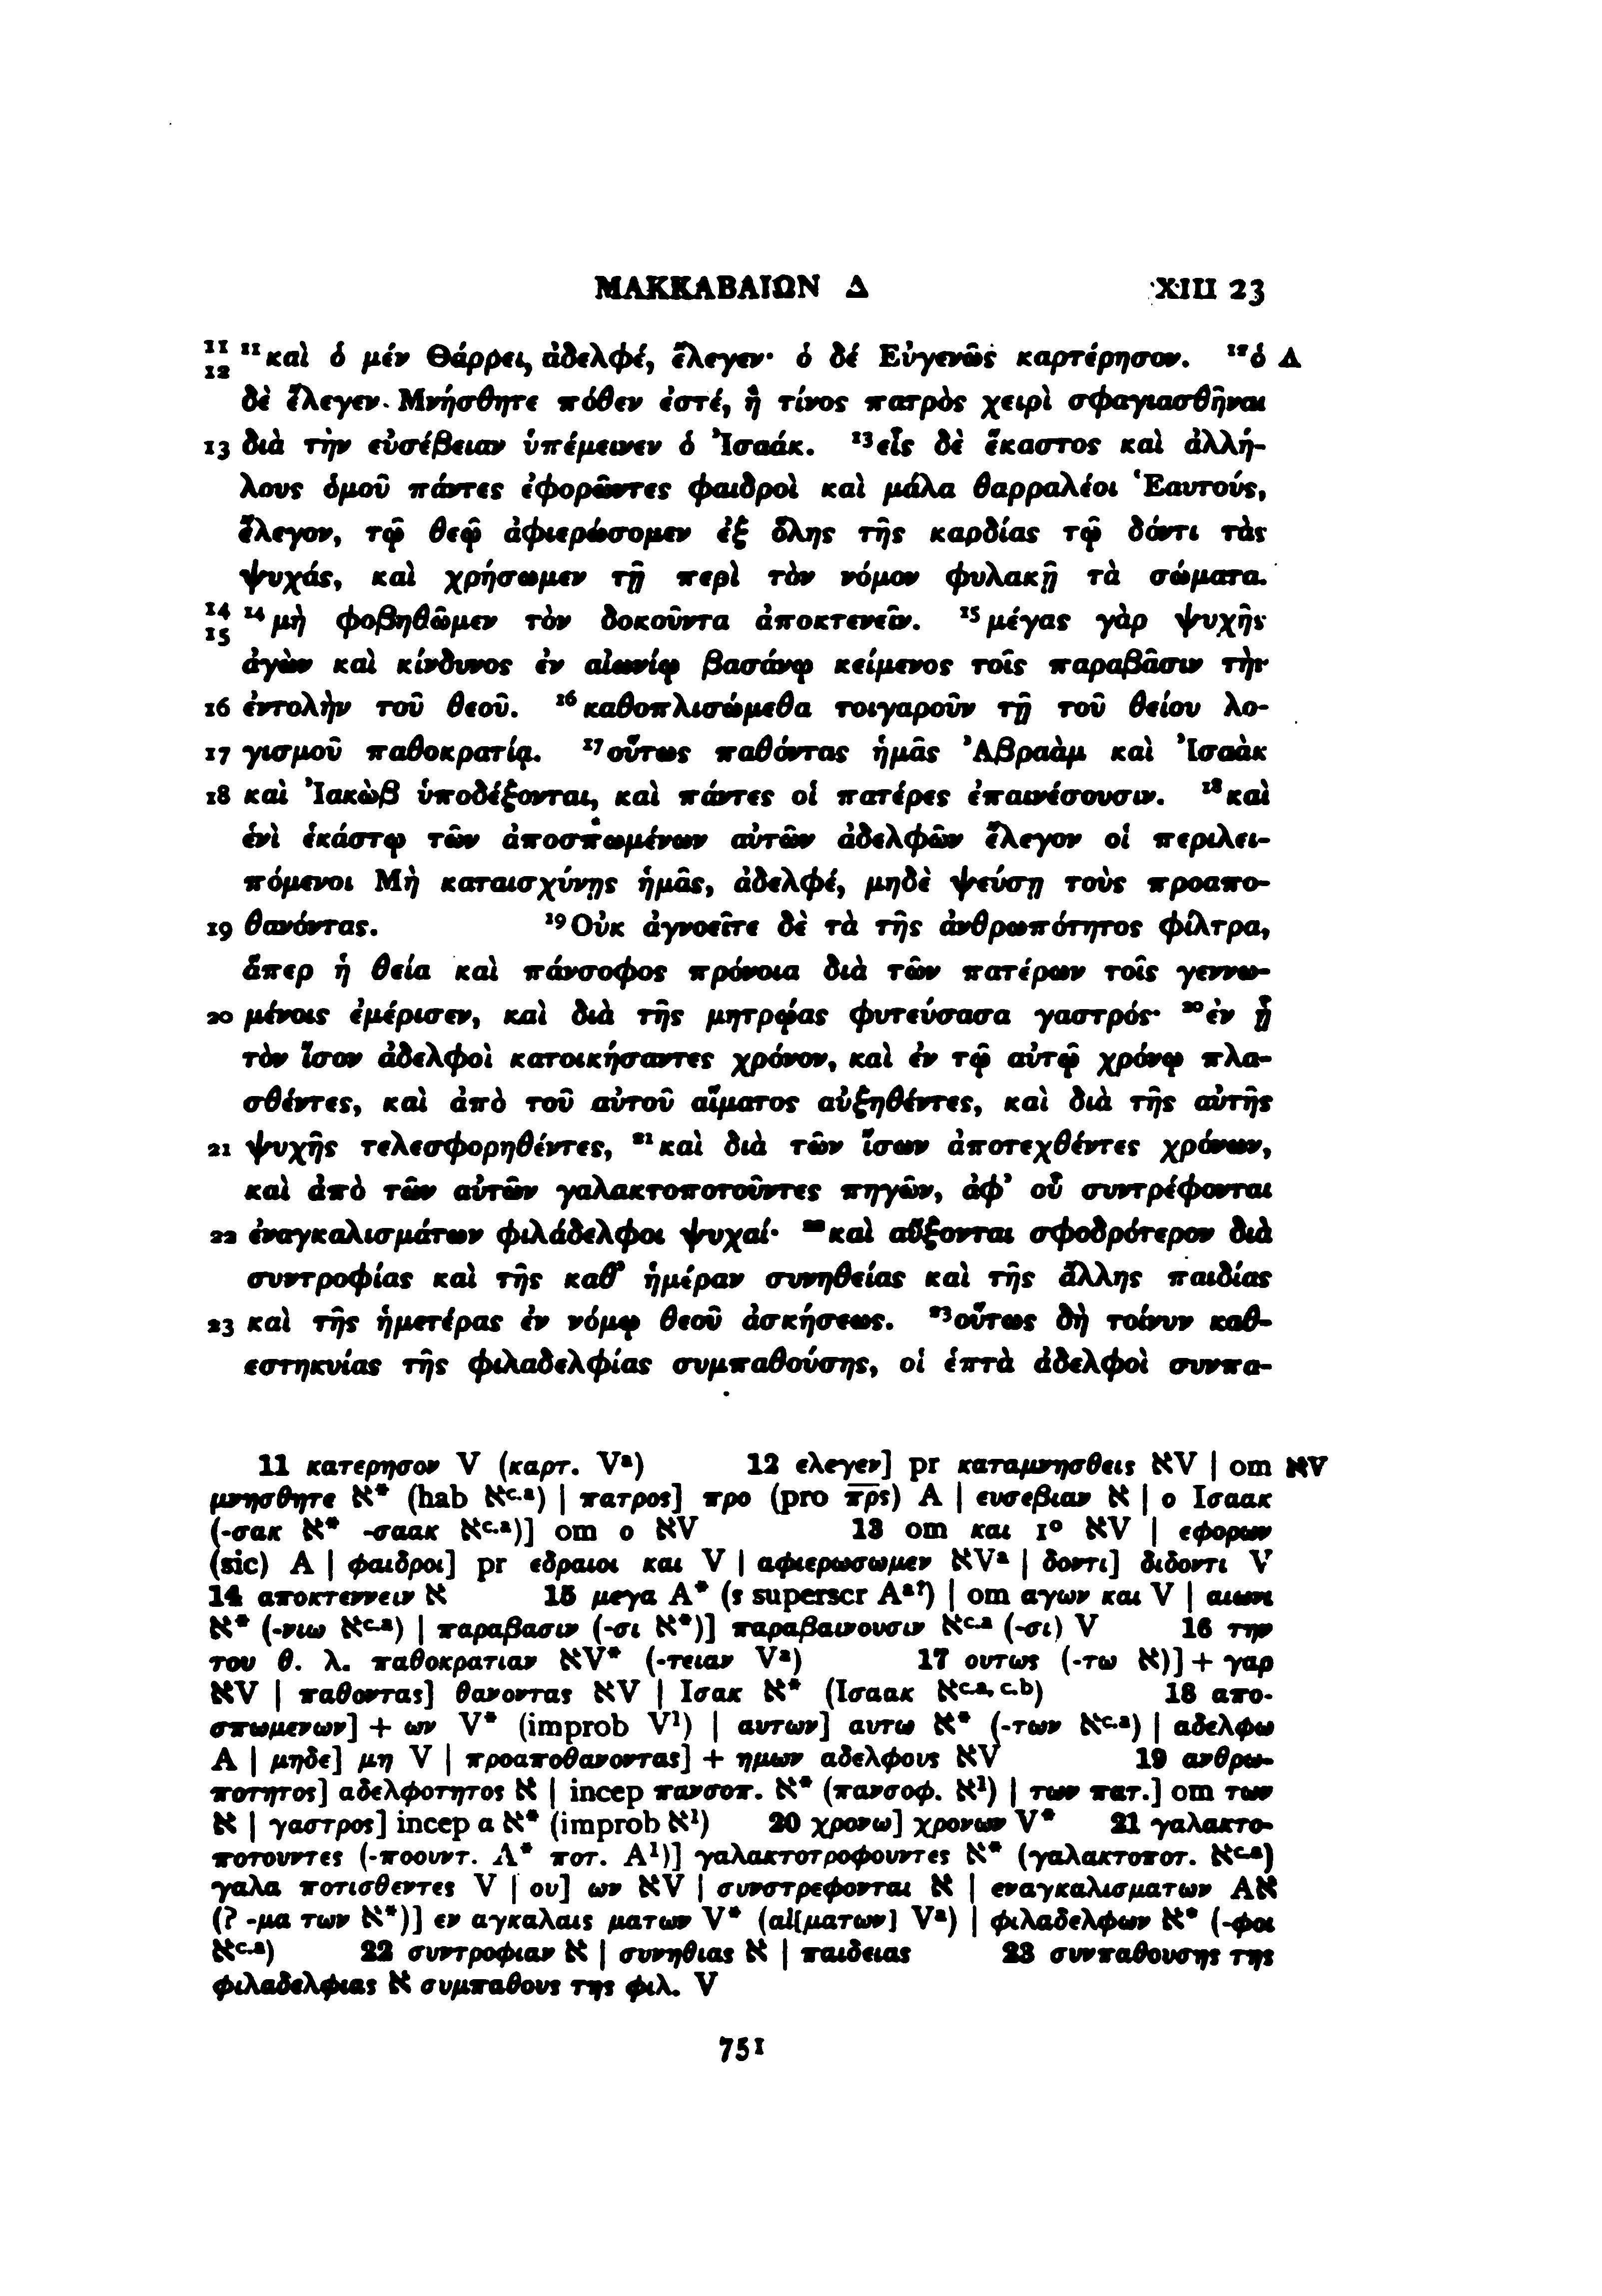 ΜΑΚΚΑΒΑΙΩΝ Δ XIII 23
11 ¹¹καὶ ὁ μέν Θάρρει, ἀδελφέ, ἔλεγεν· ὁ δέ Εὐγενῶς καρτέρησον. ¹²ὁ A
12 δὲ ἔλεγεν Μνήσθητε πόθεν ἐστέ, ἢ τίνος πατρὸς χειρὶ σφαγιασθῆναι
13 διὰ τὴν εὐσέβειαν ὑπέμεινεν ὁ Ἰσαάκ. ¹³εἷς δὲ ἕκαστος καὶ ἀλλή-
λους ὁμοῦ πάντες ἐφορῶντες φαιδροὶ καὶ μάλα θαρραλέοι Ἑαυτούς,
ἔλεγον, τῷ θεῷ ἀφιερώσομεν ἐξ ὅλης τῆς καρδίας τῷ δόντι τὰς
ψυχάς, καὶ χρήσωμεν τῇ περὶ τὸν νόμον φυλακῇ τὰ σώματα.
14 ¹⁴μὴ φοβηθῶμεν τὸν δοκοῦντα ἀποκτενεῖν. ¹⁵μέγας γὰρ ψυχῆς
15 ἀγὼν καὶ κίνδυνος ἐν αἰωνίῳ βασάνῳ κείμενος τοῖς παραβᾶσιν τὴν
16 ἐντολὴν τοῦ θεοῦ. ¹⁶καθοπλισώμεθα τοιγαροῦν τῇ τοῦ θείου λο-
17 γισμοῦ παθοκρατίᾳ. ¹⁷οὕτως παθόντας ἡμᾶς Ἀβραὰμ καὶ Ἰσαὰκ
18 καὶ Ἰακὼβ ὑποδέξονται, καὶ πάντες οἱ πατέρες ἐπαινέσουσιν. ¹⁸καὶ
ἑνὶ ἑκάστῳ τῶν ἀποσπωμένων αὐτῶν ἀδελφῶν ἔλεγον οἱ περιλει-
πόμενοι Μὴ καταισχύνῃς ἡμᾶς, ἀδελφέ, μηδὲ ψεύσῃ τοὺς προαπο-
19 θανόντας. ¹⁹Οὐκ ἀγνοεῖτε δὲ τὰ τῆς ἀνθρωπότητος φίλτρα,
ἅπερ ἡ θεία καὶ πάνσοφος πρόνοια διὰ τῶν πατέρων τοῖς γεννω-
20 μένοις ἐμέρισεν, καὶ διὰ τῆς μητρῴας φυτεύσασα γαστρός· ²⁰ἐν ᾗ
τὸν ἴσον ἀδελφοὶ κατοικήσαντες χρόνον, καὶ ἐν τῷ αὐτῷ χρόνῳ πλα-
σθέντες, καὶ ἀπὸ τοῦ αὐτοῦ αἵματος αὐξηθέντες, καὶ διὰ τῆς αὐτῆς
21 ψυχῆς τελεσφορηθέντες, ²¹καὶ διὰ τῶν ἴσων ἀποτεχθέντες χρόνων,
καὶ ἀπὸ τῶν αὐτῶν γαλακτοποτοῦντες πηγῶν, ἀφ’ οὗ συντρέφονται
22 ἐναγκαλισμάτων φιλάδελφοι ψυχαί· ²²καὶ αὔξονται σφοδρότερον διὰ
συντροφίας καὶ τῆς καθ’ ἡμέραν συνηθείας καὶ τῆς ἄλλης παιδίας
23 καὶ τῆς ἡμετέρας ἐν νόμῳ θεοῦ ἀσκήσεως. ²³οὕτως δὴ τοίνυν καθ-
εστηκυίας τῆς φιλαδελφίας συμπαθούσης, οἱ ἑπτὰ ἀδελφοὶ συνπα-
11 κατερησον V (καρτ. Vᵃ) 12 ελεγεν] pr καταμνησθεις ℵV | om ℵV
μνησθητε ℵ* (hab ℵᶜ·ᵃ) | πατρος] προ (pro π̅ρ̅ς̅) A | ευσεβιαν ℵ | ο Ισαακ
(-σακ ℵ* -σαακ ℵᶜ·ᵃ)] om ο ℵV 13 om και 1º ℵV | εφορων
(sic) A | φαιδροι] pr εδραιοι και V | αφιερωσωμεν ℵVᵃ | δοντι] διδοντι V
14 αποκτεννειν ℵ 15 μεγα A* (s superscr Aᵃ?) | om αγων και V | αιωνι
ℵ* (-νιω ℵᶜ·ᵃ) | παραβασιν (-σι ℵ*)] παραβαινουσιν ℵᶜ·ᵃ (-σι) V 16 την
του θ. λ. παθοκρατιαν ℵV* (-τειαν Vᵃ) 17 ουτως (-τω ℵ)] + γαρ
ℵV | παθοντας] θανοντας ℵV | Ισακ ℵ* (Ισαακ ℵᶜ·ᵃ, ᶜ·ᵇ) 18 απο-
σπωμενων] + ων V* (improb V¹) | αυτων] αυτω ℵ* (-των ℵᶜ·ᵃ) | αδελφω
A | μηδε] μη V | προαποθανοντας] + ημων αδελφους ℵV 19 ανθρω-
ποτητος] αδελφοτητος ℵ | incep πανσοπ. ℵ* (πανσοφ. ℵ¹) | των πατ.] om των
ℵ | γαστρος] incep α ℵ* (improb ℵ¹) 20 χρονω] χρονων V* 21 γαλακτο-
ποτουντες (-ποουντ. A* ποτ. A¹)] γαλακτοτροφουντες ℵ* (γαλακτοποτ. ℵᶜ·ᵃ)
γαλα ποτισθεντες V | ου] ων ℵV | συνστρεφονται ℵ | εναγκαλισματων Aℵ
(? -μα των ℵ*)] εν αγκαλαις ματων V* (αι[ματων] Vᵃ) | φιλαδελφων ℵ* (-φοι
ℵᶜ·ᵃ) 22 συντροφιαν ℵ | συνηθιας ℵ | παιδειας 23 συνπαθουσης της
φιλαδελφιας ℵ συμπαθους της φιλ. V
751